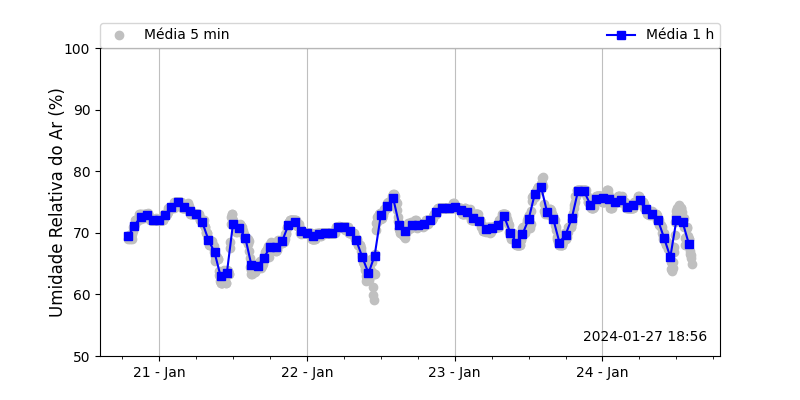 Média 5 min
Média 1 h
Umidade Relativa do Ar (%)
100
90
80
70
60
50
2024-01-27 18:56
21 - Jan
22 - Jan
23 - Jan
24 - Jan